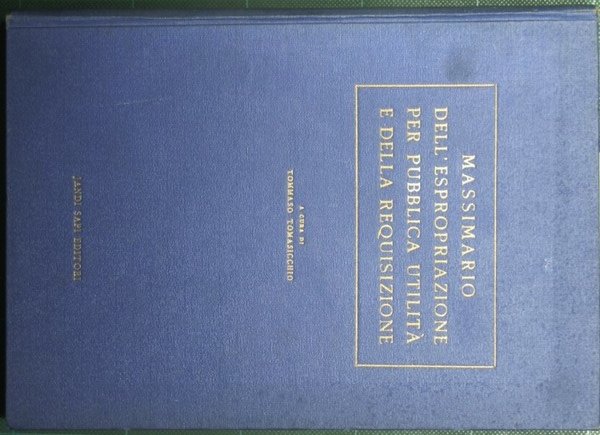 MASSIMARIO
DELL'ESPROPRIAZIONE
PER PUBBLICA UTILITÀ
E DELLA REQUISIZIONE
A CURA DI
TOMMASO TOMASICCHIO
JANDI SAPI EDITORI